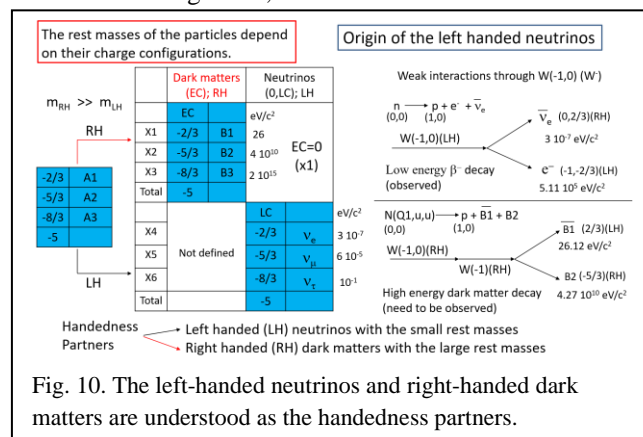 The rest masses of the particles depend
on their charge configurations.
Origin of the left handed neutrinos
Dark matters
(EC); RH
Neutrinos
(0,LC); LH
m_RH >> m_LH
RH
EC
eV/c²
X1 -2/3 B1 26
X2 -5/3 B2 4 10¹⁰
X3 -8/3 B3 2 10¹⁵
Total -5
EC=0
(x1)
-2/3 A1
-5/3 A2
-8/3 A3
-5
LH
LC eV/c²
X4 -2/3 ν_e 3 10⁻⁷
X5 -5/3 ν_μ 6 10⁻⁵
X6 -8/3 ν_τ 10⁻¹
Total -5
Not defined
Weak interactions through W(-1,0) (W⁻)
n → p + e⁻ + ν̅_e
(0,0) (1,0)
ν̅_e (0,2/3)(RH)
3 10⁻⁷ eV/c²
W(-1,0)(LH)
Low energy β⁻ decay
(observed)
e⁻ (-1,-2/3)(LH)
5.11 10⁵ eV/c²
N(Q1,u,u) → p + B̅1̅ + B2
(0,0) (1,0)
B̅1̅ (2/3)(LH)
26.12 eV/c²
W(-1,0)(RH)
W(-1)(RH)
B2 (-5/3)(RH)
4.27 10¹⁰ eV/c²
High energy dark matter decay
(need to be observed)
Handedness
Partners
Left handed (LH) neutrinos with the small rest masses
Right handed (RH) dark matters with the large rest masses
Fig. 10. The left-handed neutrinos and right-handed dark
matters are understood as the handedness partners.